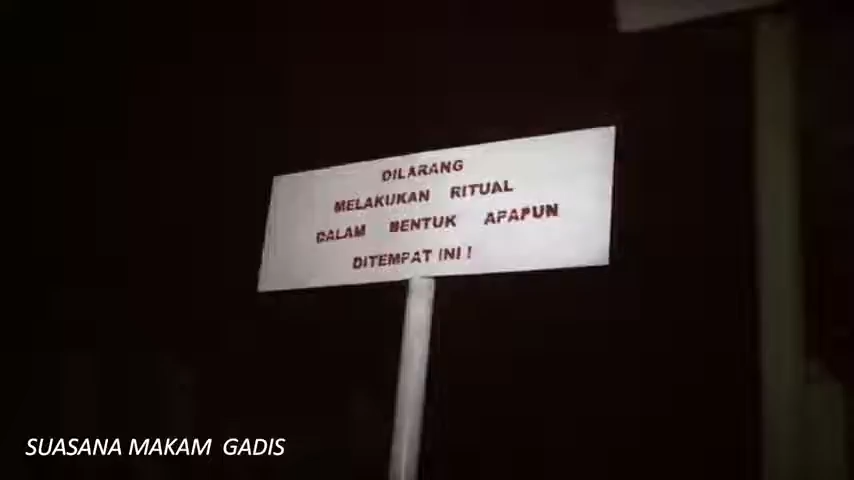 DILARANG
MELAKUKAN RITUAL
DALAM BENTUK APAPUN
DITEMPAT INI !
SUASANA MAKAM GADIS